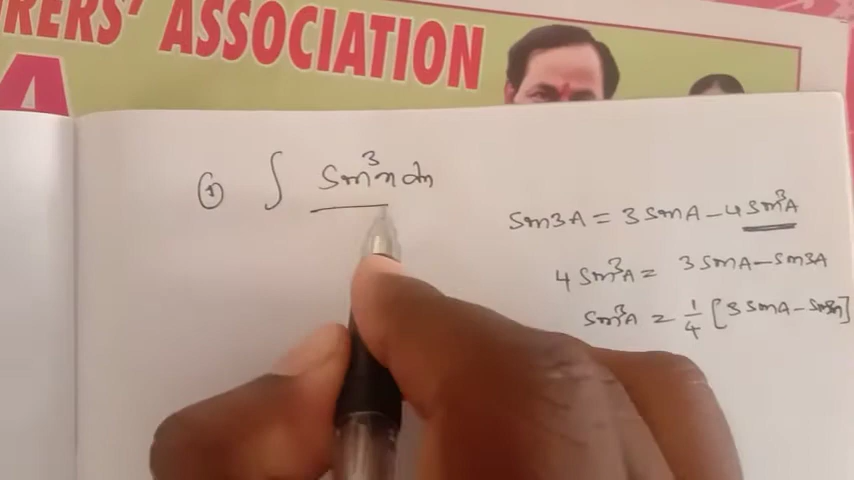 RERS' ASSOCIATION
A
① ∫ sin³x dx
sin3A = 3sinA - 4sin³A
4sin³A = 3sinA - sin3A
sin³A = 1/4 [3sinA - sin3A]